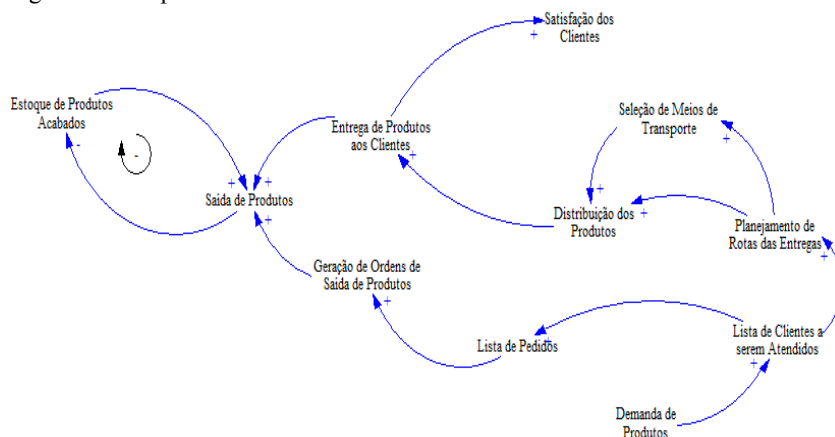 Satisfação dos
Clientes
Estoque de Produtos
Acabados
Entrega de Produtos
aos Clientes
Seleção de Meios de
Transporte
Saída de Produtos
Distribuição dos
Produtos
Planejamento de
Rotas das Entregas
Geração de Ordens de
Saída de Produtos
Lista de Pedidos
Lista de Clientes a
serem Atendidos
Demanda de
Produtos